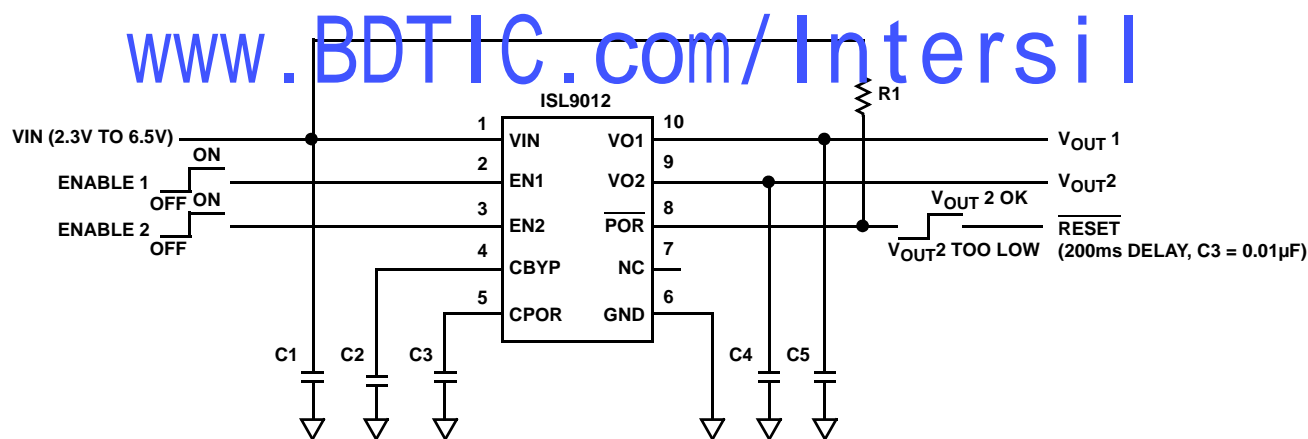 www.BDTIC.com/Intersil
R1
ISL9012
VIN (2.3V TO 6.5V)
1
VIN
VO1
10
VOUT 1
ON
ENABLE 1
OFF
2
EN1
VO2
9
VOUT2
ON
ENABLE 2
OFF
3
EN2
POR
8
VOUT 2 OK
VOUT2 TOO LOW
RESET
(200ms DELAY, C3 = 0.01µF)
4
CBYP
NC
7
5
CPOR
GND
6
C1
C2
C3
C4
C5